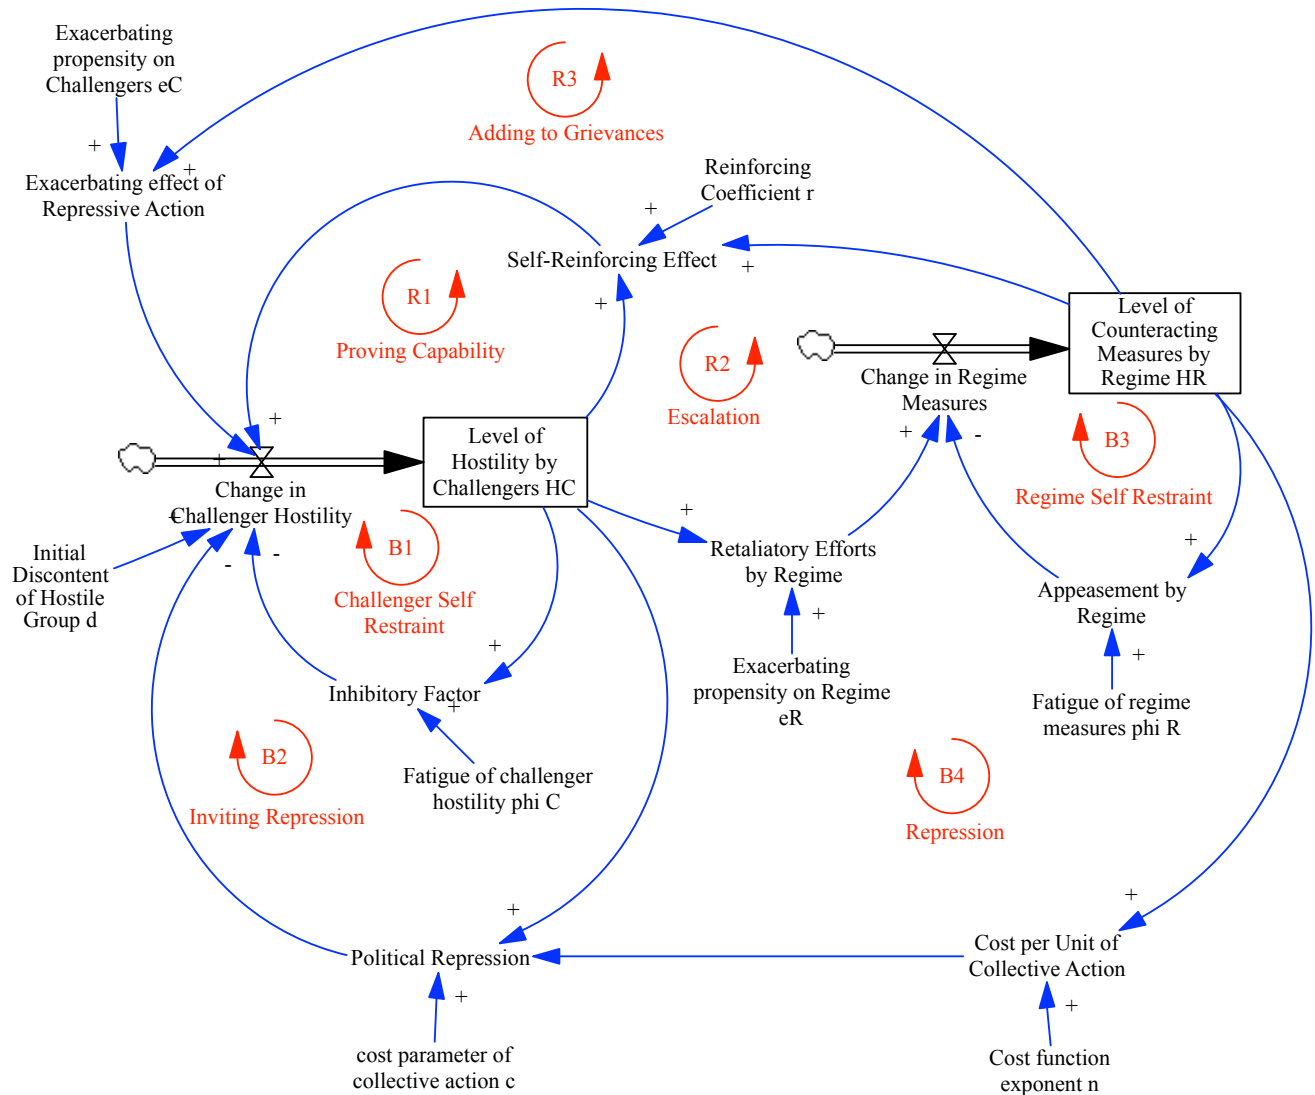 Exacerbating
propensity on
Challengers eC
+
Exacerbating effect of
Repressive Action
+
R3
Adding to Grievances
Reinforcing
Coefficient r
+
Self-Reinforcing Effect
+
+
R1
Proving Capability
R2
Escalation
Level of
Counteracting
Measures by
Regime HR
Change in Regime
Measures
+
-
B3
Regime Self Restraint
+
+
Level of
Hostility by
Challengers HC
Change in
Challenger Hostility
+
-
-
Initial
Discontent
of Hostile
Group d
B1
Challenger Self
Restraint
+
Retaliatory Efforts
by Regime
+
Exacerbating
propensity on Regime
eR
+
Appeasement by
Regime
+
Fatigue of regime
measures phi R
+
Inhibitory Factor
+
Fatigue of challenger
hostility phi C
B2
Inviting Repression
B4
Repression
+
Political Repression
+
cost parameter of
collective action c
+
Cost per Unit of
Collective Action
+
Cost function
exponent n